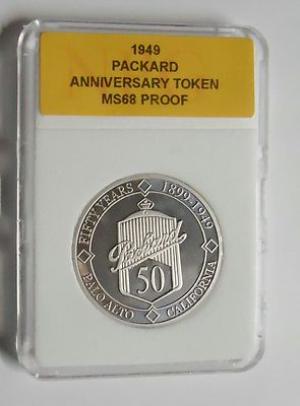 1949
PACKARD
ANNIVERSARY TOKEN
MS68 PROOF
FIFTY YEARS 1899-1949
Packard
50
PALO ALTO CALIFORNIA